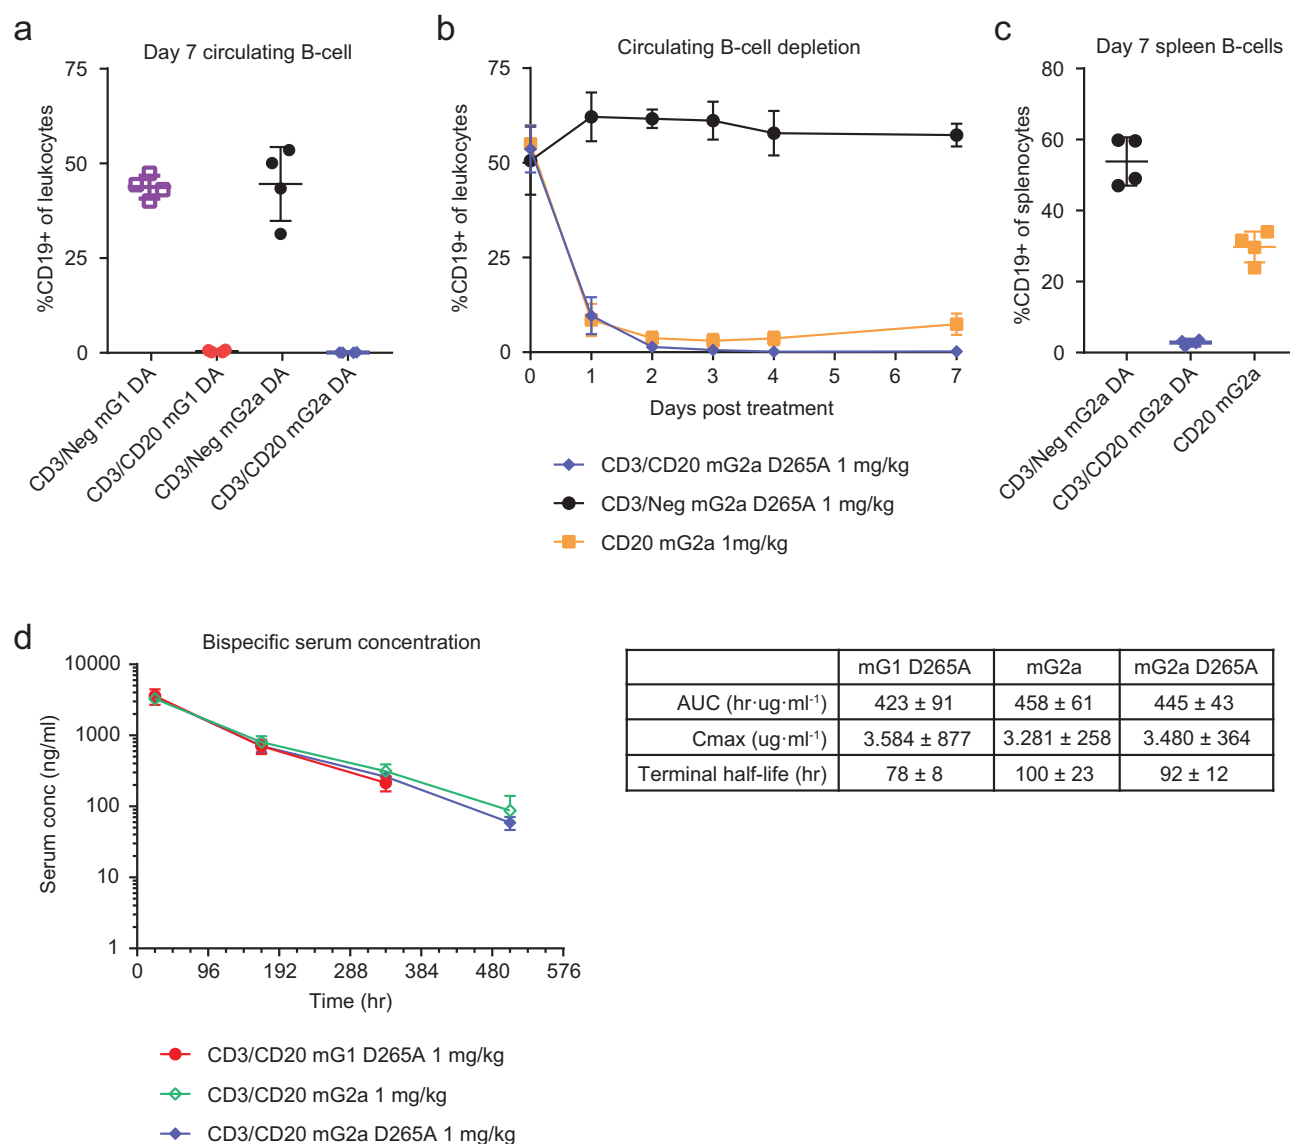 a
Day 7 circulating B-cell
75
50
25
0
%CD19+ of leukocytes
CD3/Neg mG1 DA
CD3/CD20 mG1 DA
CD3/Neg mG2a DA
CD3/CD20 mG2a DA
b
Circulating B-cell depletion
75
50
25
0
%CD19+ of leukocytes
0 1 2 3 4 5 6 7
Days post treatment
CD3/CD20 mG2a D265A 1 mg/kg
CD3/Neg mG2a D265A 1 mg/kg
CD20 mG2a 1mg/kg
c
Day 7 spleen B-cells
80
60
40
20
0
%CD19+ of splenocytes
CD3/Neg mG2a DA
CD3/CD20 mG2a DA
CD20 mG2a
d
Bispecific serum concentration
10000
1000
100
10
1
Serum conc (ng/ml)
0 96 192 288 384 480 576
Time (hr)
CD3/CD20 mG1 D265A 1 mg/kg
CD3/CD20 mG2a 1 mg/kg
CD3/CD20 mG2a D265A 1 mg/kg
mG1 D265A mG2a mG2a D265A
AUC (hr·ug·ml⁻¹) 423 ± 91 458 ± 61 445 ± 43
Cmax (ug·ml⁻¹) 3.584 ± 877 3.281 ± 258 3.480 ± 364
Terminal half-life (hr) 78 ± 8 100 ± 23 92 ± 12